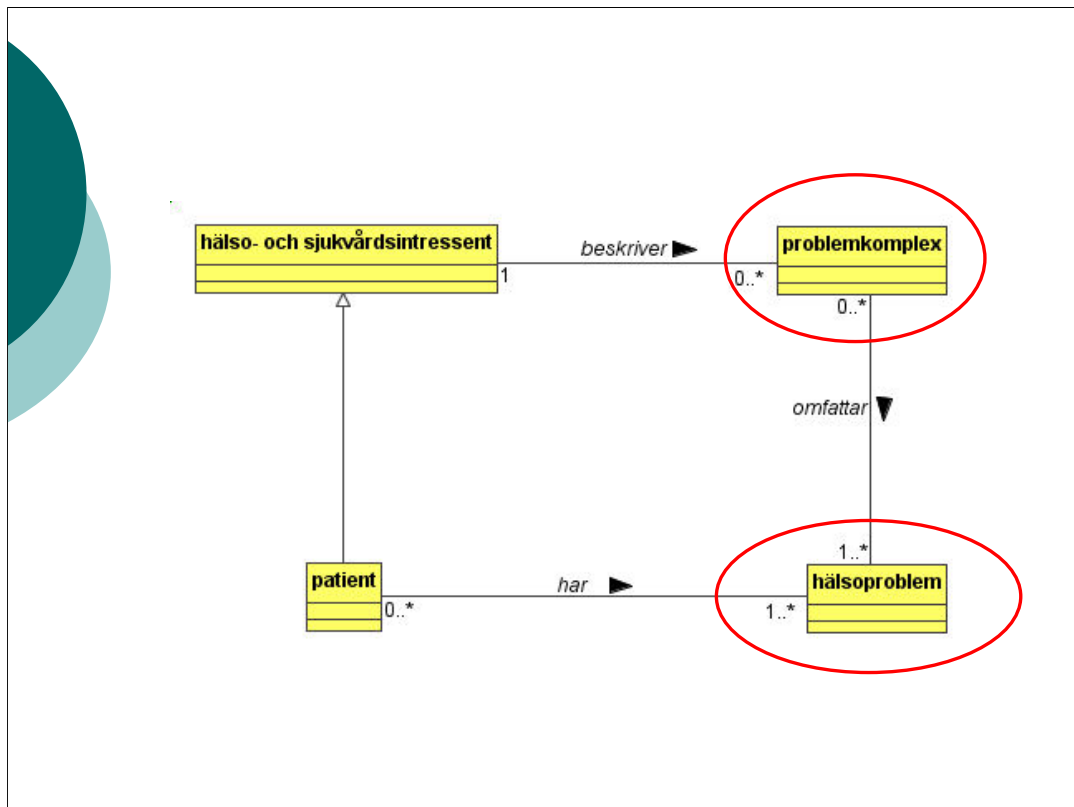 hälso- och sjukvårdsintressent
beskriver
problemkomplex
1
0..*
0..*
omfattar
1..*
patient
har
hälsoproblem
0..*
1..*